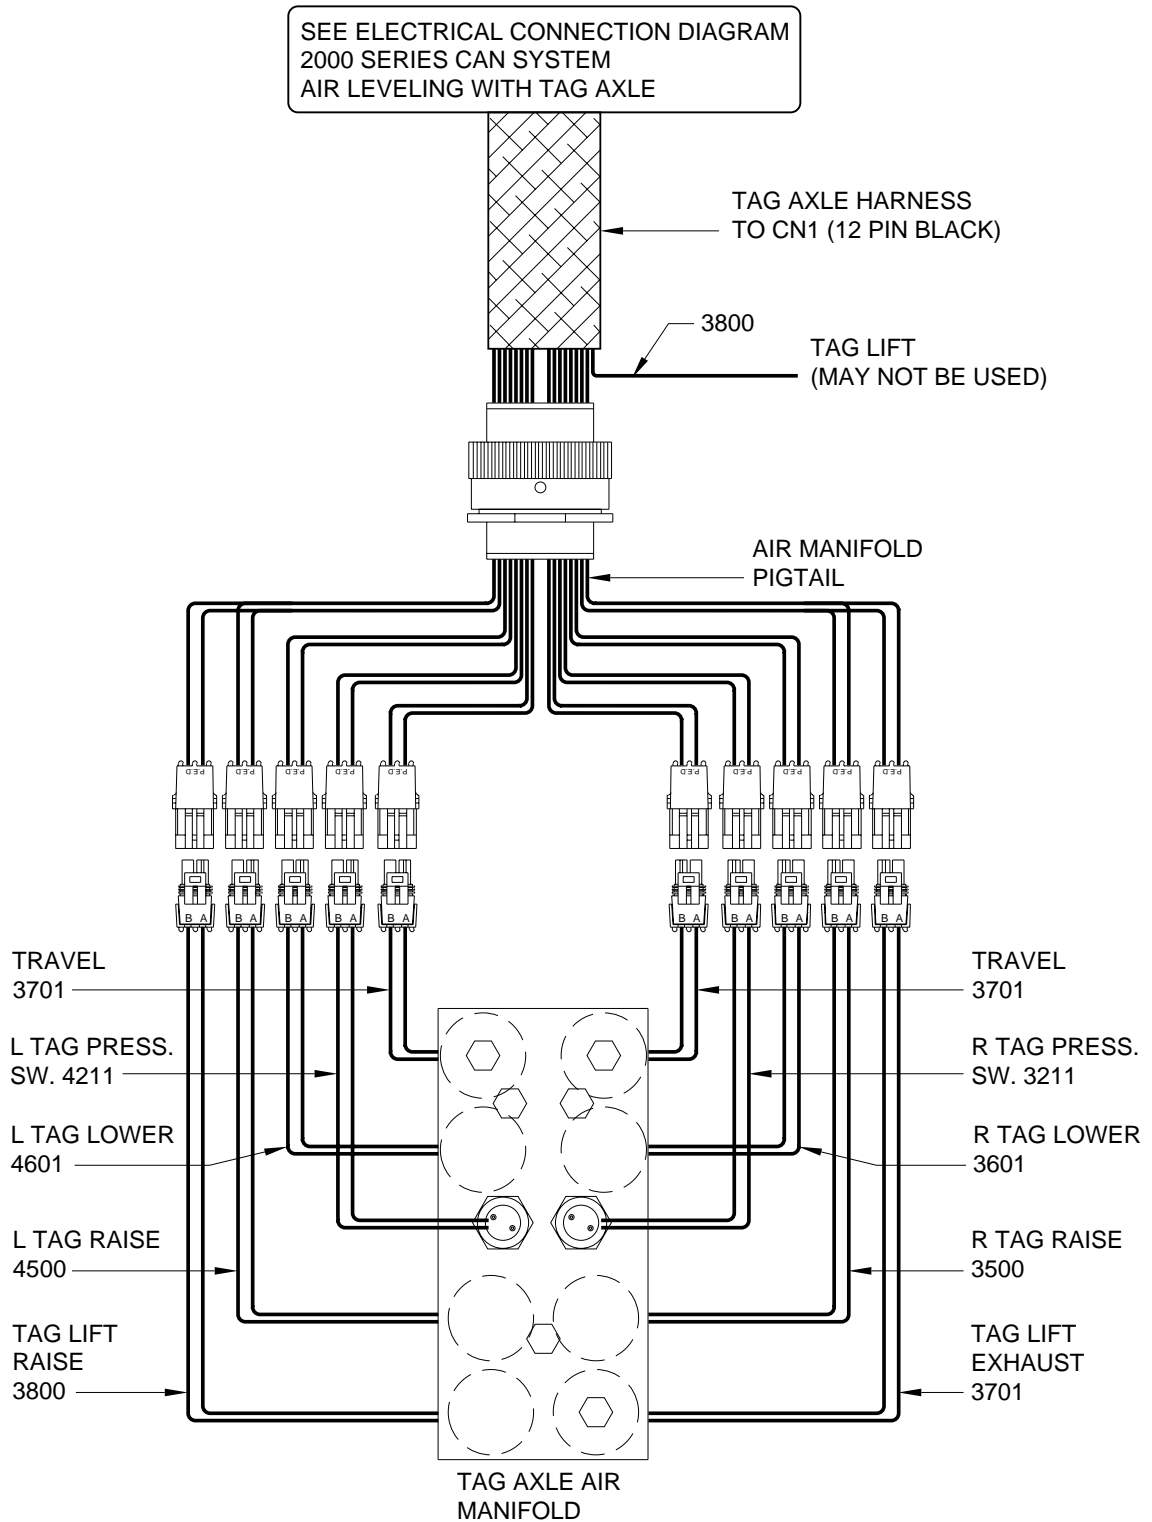 SEE ELECTRICAL CONNECTION DIAGRAM
2000 SERIES CAN SYSTEM
AIR LEVELING WITH TAG AXLE
TAG AXLE HARNESS
TO CN1 (12 PIN BLACK)
3800
TAG LIFT
(MAY NOT BE USED)
AIR MANIFOLD
PIGTAIL
P.E.D
P.E.D
P.E.D
P.E.D
P.E.D
P.E.D
P.E.D
P.E.D
P.E.D
P.E.D
B A
B A
B A
B A
B A
B A
B A
B A
B A
B A
TRAVEL
3701
L TAG PRESS.
SW. 4211
L TAG LOWER
4601
L TAG RAISE
4500
TAG LIFT
RAISE
3800
TRAVEL
3701
R TAG PRESS.
SW. 3211
R TAG LOWER
3601
R TAG RAISE
3500
TAG LIFT
EXHAUST
3701
TAG AXLE AIR
MANIFOLD